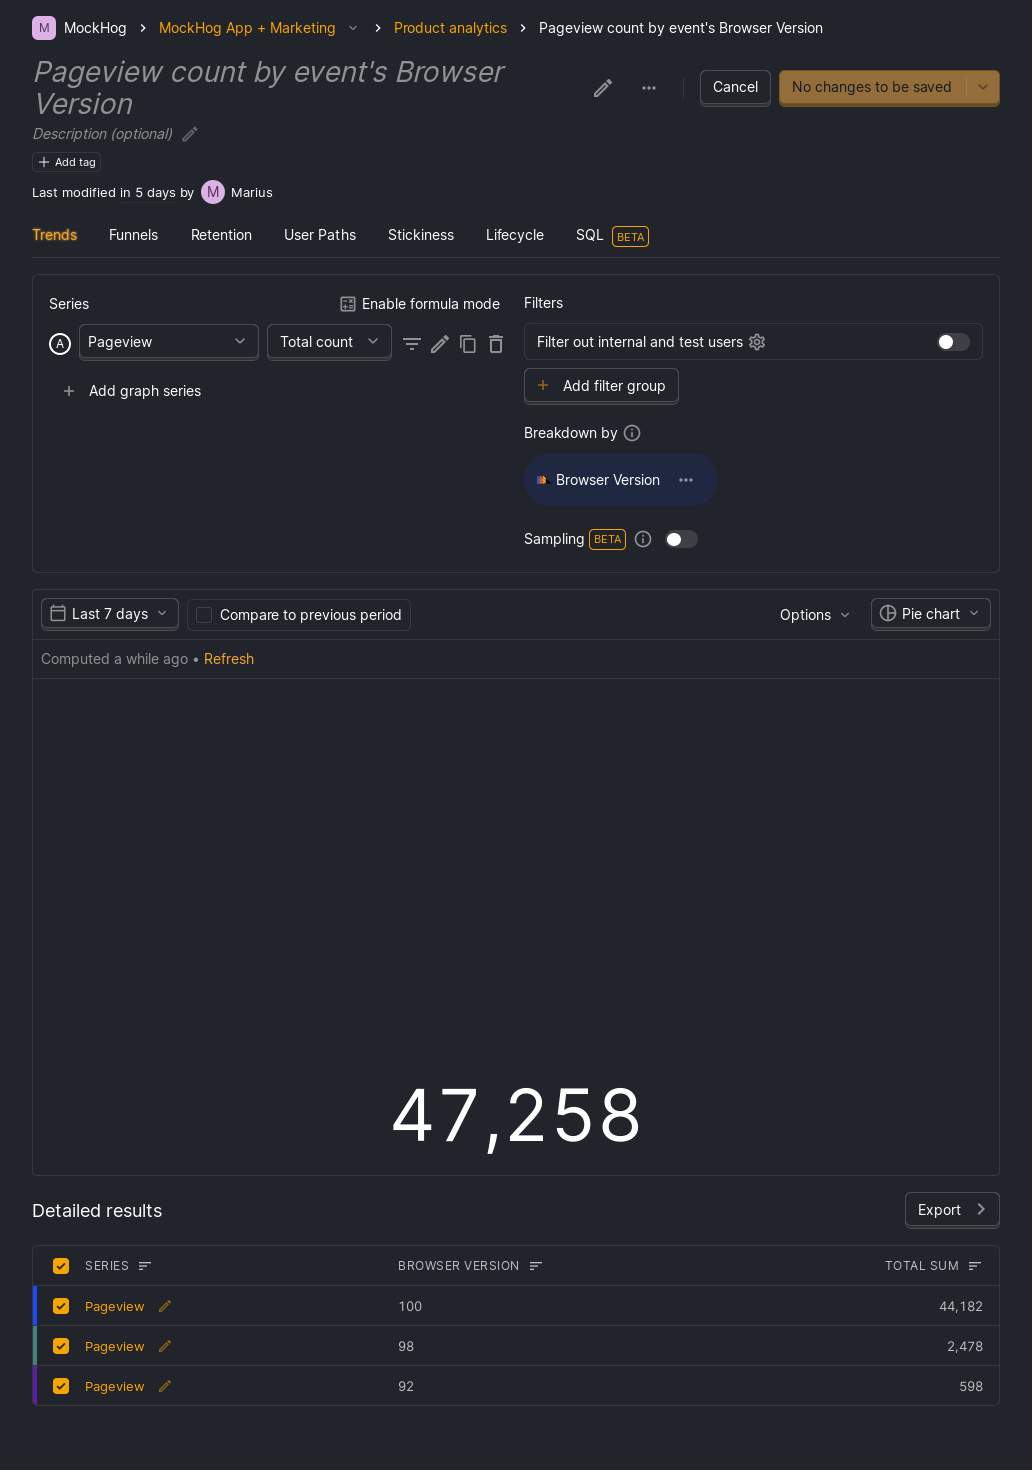 M MockHog MockHog App + Marketing Product analytics Pageview count by event's Browser Version
Pageview count by event's Browser
Version
Cancel No changes to be saved
Description (optional)
Add tag
Last modified in 5 days by M Marius
Trends Funnels Retention User Paths Stickiness Lifecycle SQL BETA
Series Enable formula mode
A Pageview Total count
Add graph series
Filters
Filter out internal and test users
Add filter group
Breakdown by
Browser Version
Sampling BETA
Last 7 days Compare to previous period Options Pie chart
Computed a while ago • Refresh
47,258
Detailed results Export
SERIES BROWSER VERSION TOTAL SUM
Pageview 100 44,182
Pageview 98 2,478
Pageview 92 598